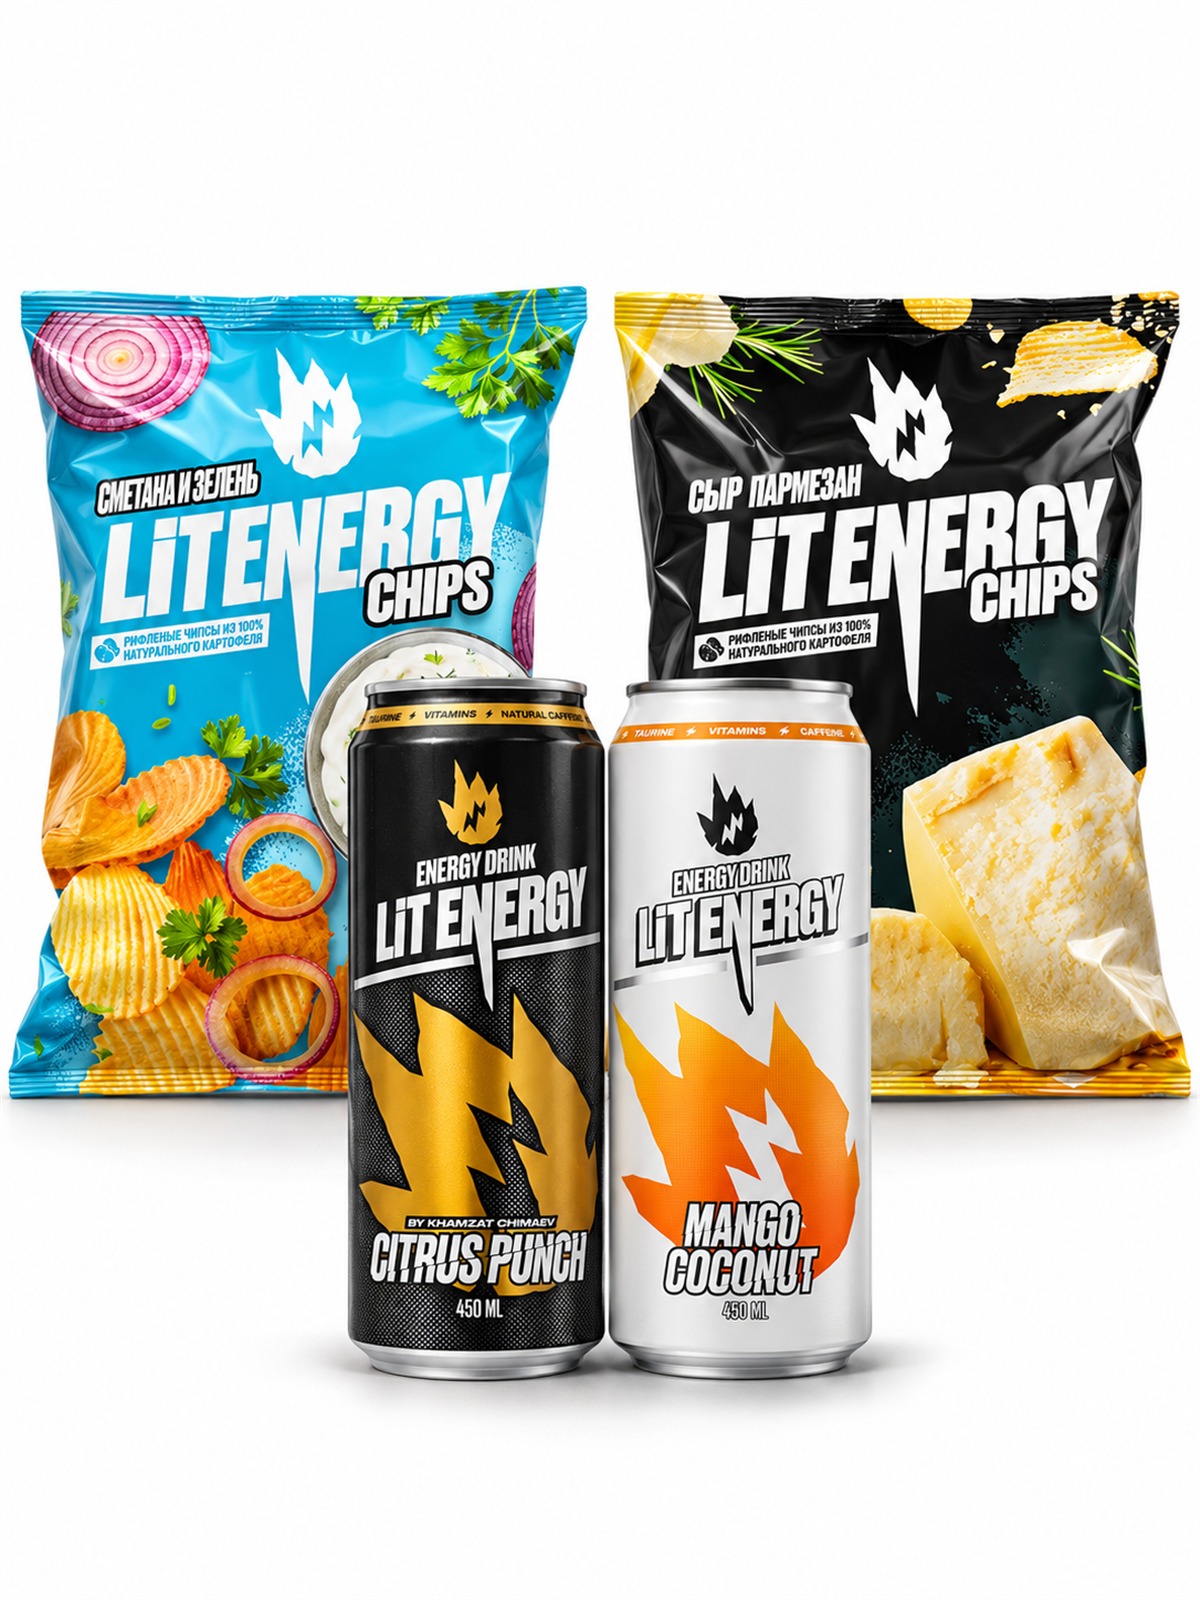 СМЕТАНА И ЗЕЛЕНЬ
LITENERGY
CHIPS
РИФЛЕНЫЕ ЧИПСЫ ИЗ 100%
НАТУРАЛЬНОГО КАРТОФЕЛЯ
СЫР ПАРМЕЗАН
LITENERGY
CHIPS
РИФЛЕНЫЕ ЧИПСЫ ИЗ 100%
НАТУРАЛЬНОГО КАРТОФЕЛЯ
TAURINE VITAMINS NATURAL CAFFEINE
ENERGY DRINK
LIT ENERGY
BY KHAMZAT CHIMAEV
CITRUS PUNCH
450 ML
TAURINE VITAMINS CAFFEINE
ENERGY DRINK
LIT ENERGY
MANGO
COCONUT
450 ML